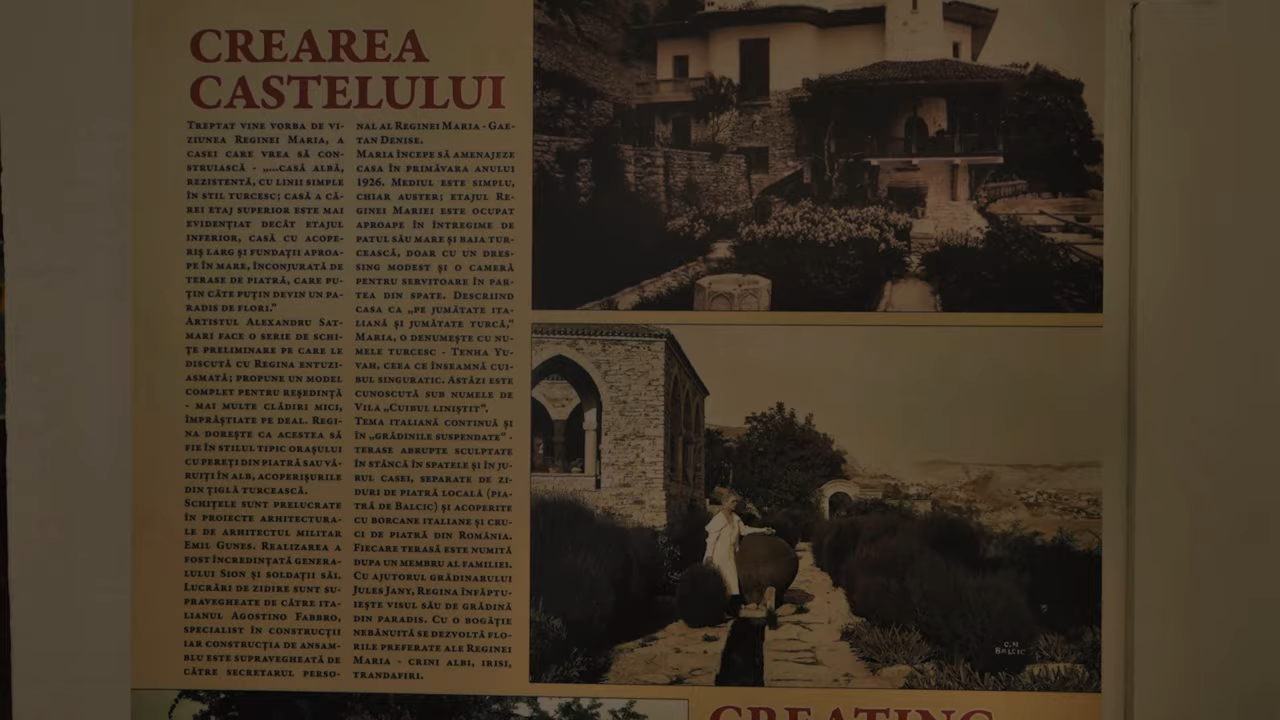 CREAREA
CASTELULUI
TREPTAT VINE VORBA DE VI-
ZIUNEA REGINEI MARIA, A
CASEI CARE VREA SĂ CON-
STRUIASCĂ - „...CASĂ ALBĂ,
REZISTENTĂ, CU LINII SIMPLE
ÎN STIL TURCESC; CASĂ A CĂ-
REI ETAJ SUPERIOR ESTE MAI
EVIDENȚIAT DECÂT ETAJUL
INFERIOR, CASĂ CU ACOPE-
RIȘ LARG ȘI FUNDAȚII APROA-
PE ÎN MARE, ÎNCONJURATĂ DE
TERASE DE PIATRĂ, CARE PU-
ȚIN CÂTE PUȚIN DEVIN UN PA-
RADIS DE FLORI.”
ARTISTUL ALEXANDRU SAT-
MARI FACE O SERIE DE SCHI-
ȚE PRELIMINARE PE CARE LE
DISCUTĂ CU REGINA ENTUZI-
ASMATĂ; PROPUNE UN MODEL
COMPLET PENTRU REȘEDINȚĂ
- MAI MULTE CLĂDIRI MICI,
ÎMPRĂȘTIATE PE DEAL. REGI-
NA DOREȘTE CA ACESTEA SĂ
FIE ÎN STILUL TIPIC ORAȘULUI
CU PEREȚI DIN PIATRĂ SAU VĂ-
RUIȚI ÎN ALB, ACOPERIȘURILE
DIN ȚIGLĂ TURCEASCĂ.
SCHIȚELE SUNT PRELUCRATE
ÎN PROIECTE ARHITECTURA-
LE DE ARHITECTUL MILITAR
EMIL GUNES. REALIZAREA A
FOST ÎNCREDINȚATĂ GENERA-
LULUI SION ȘI SOLDAȚII SĂI.
LUCRĂRI DE ZIDIRE SUNT SU-
PRAVEGHEATE DE CĂTRE ITA-
LIANUL AGOSTINO FABBRO,
SPECIALIST ÎN CONSTRUCȚII
IAR CONSTRUCȚIA DE ANSAM-
BLU ESTE SUPRAVEGHEATĂ DE
CĂTRE SECRETARUL PERSO-
NAL AL REGINEI MARIA - GAE-
TAN DENISE.
MARIA ÎNCEPE SĂ AMENAJEZE
CASA ÎN PRIMĂVARA ANULUI
1926. MEDIUL ESTE SIMPLU,
CHIAR AUSTER; ETAJUL RE-
GINEI MARIEI ESTE OCUPAT
APROAPE ÎN ÎNTREGIME DE
PATUL SĂU MARE ȘI BAIA TUR-
CEASCĂ, DOAR CU UN DRES-
SING MODEST ȘI O CAMERĂ
PENTRU SERVITOARE ÎN PAR-
TEA DIN SPATE. DESCRIIND
CASA CA „PE JUMĂTATE ITA-
LIANĂ ȘI JUMĂTATE TURCĂ,”
MARIA, O DENUMEȘTE CU NU-
MELE TURCESC - TENHA YU-
VAH, CEEA CE ÎNSEAMNĂ CUI-
BUL SINGURATIC. ASTĂZI ESTE
CUNOSCUTĂ SUB NUMELE DE
VILA „CUIBUL LINIȘTIT”.
TEMA ITALIANĂ CONTINUĂ ȘI
ÎN „GRĂDINILE SUSPENDATE” -
TERASE ABRUPTE SCULPTATE
ÎN STÂNCĂ ÎN SPATELE ȘI ÎN JU-
RUL CASEI, SEPARATE DE ZI-
DURI DE PIATRĂ LOCALĂ (PIA-
TRĂ DE BALCIC) ȘI ACOPERITE
CU BORCANE ITALIANE ȘI CRU-
CI DE PIATRĂ DIN ROMÂNIA.
FIECARE TERASĂ ESTE NUMITĂ
DUPA UN MEMBRU AL FAMILIEI.
CU AJUTORUL GRĂDINARULUI
JULES JANY, REGINA ÎNFĂPTU-
IEȘTE VISUL SĂU DE GRĂDINĂ
DIN PARADIS. CU O BOGĂȚIE
NEBĂNUITĂ SE DEZVOLTĂ FLO-
RILE PREFERATE ALE REGINEI
MARIA - CRINI ALBI, IRISI,
TRANDAFIRI.
C.M
BALCIC
CREATING